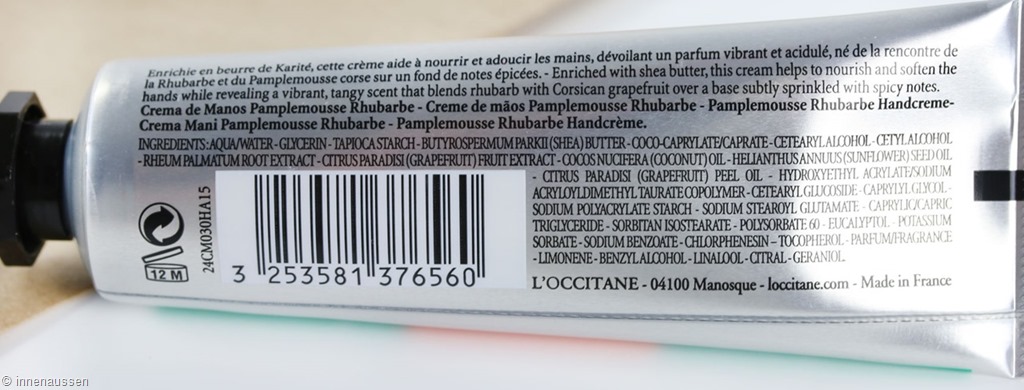 Enrichie en beurre de Karité, cette crème aide à nourrir et adoucir les mains, dévoilant un parfum vibrant et acidulé, né de la rencontre de
la Rhubarbe et du Pamplemousse corse sur un fond de notes épicées. - Enriched with shea butter, this cream helps to nourish and soften the
hands while revealing a vibrant, tangy scent that blends rhubarb with Corsican grapefruit over a base subtly sprinkled with spicy notes.
Crema de Manos Pamplemousse Rhubarbe - Creme de mãos Pamplemousse Rhubarbe - Pamplemousse Rhubarbe Handcreme-
Crema Mani Pamplemousse Rhubarbe - Pamplemousse Rhubarbe Handcrème.
INGREDIENTS: AQUA/WATER - GLYCERIN - TAPIOCA STARCH - BUTYROSPERMUM PARKII (SHEA) BUTTER - COCO-CAPRYLATE/CAPRATE - CETEARYL ALCOHOL - CETYL ALCOHOL
- RHEUM PALMATUM ROOT EXTRACT - CITRUS PARADISI (GRAPEFRUIT) FRUIT EXTRACT - COCOS NUCIFERA (COCONUT) OIL - HELIANTHUS ANNUUS (SUNFLOWER) SEED OIL
- CITRUS PARADISI (GRAPEFRUIT) PEEL OIL - HYDROXYETHYL ACRYLATE/SODIUM
ACRYLOYLDIMETHYL TAURATE COPOLYMER - CETEARYL GLUCOSIDE - CAPRYLYL GLYCOL -
SODIUM POLYACRYLATE STARCH - SODIUM STEAROYL GLUTAMATE - CAPRYLIC/CAPRIC
TRIGLYCERIDE - SORBITAN ISOSTEARATE - POLYSORBATE 60 - EUCALYPTOL - POTASSIUM
SORBATE - SODIUM BENZOATE - CHLORPHENESIN - TOCOPHEROL - PARFUM/FRAGRANCE
- LIMONENE - BENZYL ALCOHOL - LINALOOL - CITRAL - GERANIOL.
L'OCCITANE - 04100 Manosque - loccitane.com - Made in France
12 M
24CM030HA15
3 253581 376560
© innenaussen